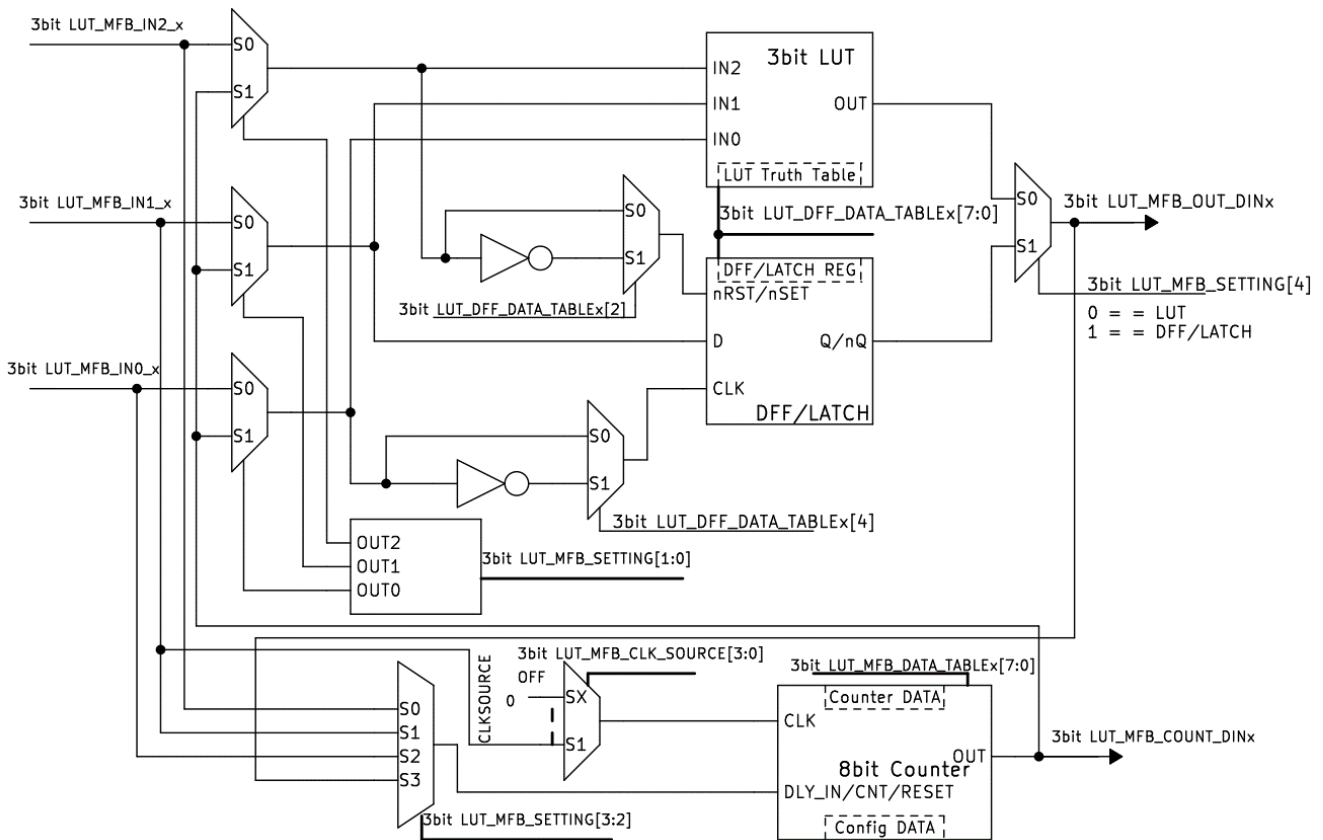 3bit LUT_MFB_IN2_x
S0
S1
3bit LUT
IN2
IN1
OUT
IN0
LUT Truth Table
3bit LUT_MFB_IN1_x
S0
S1
S0
S1
3bit LUT_DFF_DATA_TABLEx[7:0]
S0
S1
3bit LUT_MFB_OUT_DINx
DFF/LATCH REG
nRST/nSET
3bit LUT_DFF_DATA_TABLEx[2]
3bit LUT_MFB_SETTING[4]
0 = = LUT
1 = = DFF/LATCH
D
Q/nQ
3bit LUT_MFB_IN0_x
S0
S1
CLK
DFF/LATCH
S0
S1
3bit LUT_DFF_DATA_TABLEx[4]
OUT2
OUT1
OUT0
3bit LUT_MFB_SETTING[1:0]
S0
S1
S2
S3
3bit LUT_MFB_SETTING[3:2]
CLKSOURCE
3bit LUT_MFB_CLK_SOURCE[3:0]
OFF
0
SX
S1
3bit LUT_MFB_DATA_TABLEx[7:0]
Counter DATA
CLK
OUT
8bit Counter
DLY_IN/CNT/RESET
Config DATA
3bit LUT_MFB_COUNT_DINx